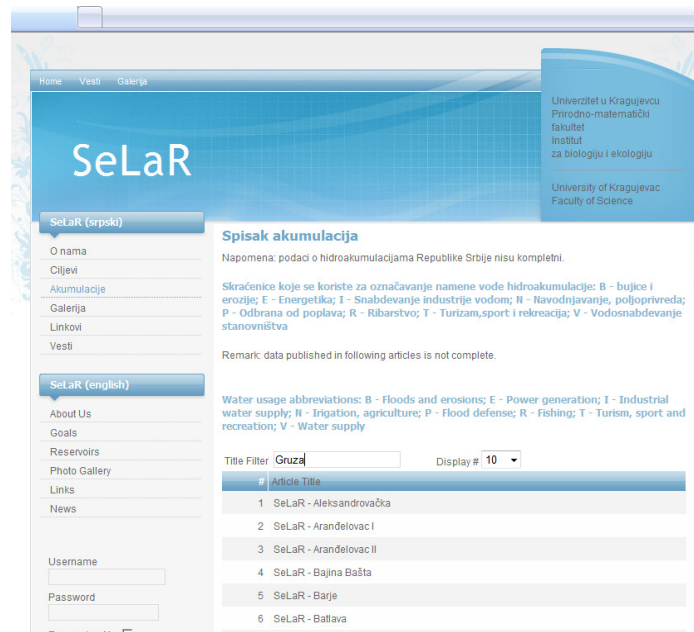 Home Vesti Galerija
Univerzitet u Kragujevcu
Prirodno-matematički
fakultet
Institut
za biologiju i ekologiju
University of Kragujevac
Faculty of Science
SeLaR
SeLaR (srpski)
O nama
Ciljevi
Akumulacije
Galerija
Linkovi
Vesti
SeLaR (english)
About Us
Goals
Reservoirs
Photo Gallery
Links
News
Username
Password
Spisak akumulacija
Napomena: podaci o hidroakumulacijama Republike Srbije nisu kompletni.
Skraćenice koje se koriste za označavanje namene vode hidroakumulacije: B - bujice i
erozije; E - Energetika; I - Snabdevanje industrije vodom; N - Navodnjavanje, poljoprivreda;
P - Odbrana od poplava; R - Ribarstvo; T - Turizam,sport i rekreacija; V - Vodosnabdevanje
stanovništva
Remark: data published in following articles is not complete.
Water usage abbreviations: B - Floods and erosions; E - Power generation; I - Industrial
water supply; N - Irigation, agriculture; P - Flood defense; R - Fishing; T - Turism, sport and
recreation; V - Water supply
Title Filter Gruza Display # 10
# Article Title
1 SeLaR - Aleksandrovačka
2 SeLaR - Aranđelovac I
3 SeLaR - Aranđelovac II
4 SeLaR - Bajina Bašta
5 SeLaR - Barje
6 SeLaR - Batlava